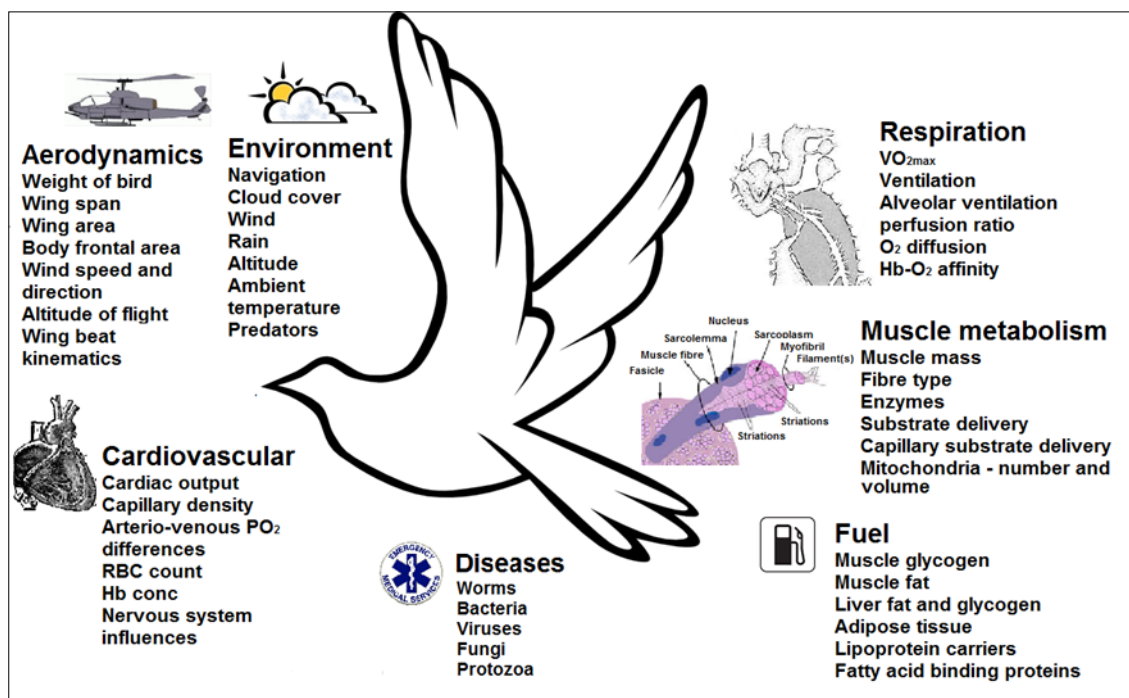 Aerodynamics
Weight of bird
Wing span
Wing area
Body frontal area
Wind speed and
direction
Altitude of flight
Wing beat
kinematics
Environment
Navigation
Cloud cover
Wind
Rain
Altitude
Ambient
temperature
Predators
Respiration
VO2max
Ventilation
Alveolar ventilation
perfusion ratio
O2 diffusion
Hb-O2 affinity
Nucleus
Sarcolemma
Sarcoplasm
Muscle fibre
Myofibril
Fasicle
Filament(s)
Striations
Striations
Muscle metabolism
Muscle mass
Fibre type
Enzymes
Substrate delivery
Capillary substrate delivery
Mitochondria - number and
volume
Cardiovascular
Cardiac output
Capillary density
Arterio-venous PO2
differences
RBC count
Hb conc
Nervous system
influences
EMERGENCY
MEDICAL SERVICES
Diseases
Worms
Bacteria
Viruses
Fungi
Protozoa
Fuel
Muscle glycogen
Muscle fat
Liver fat and glycogen
Adipose tissue
Lipoprotein carriers
Fatty acid binding proteins